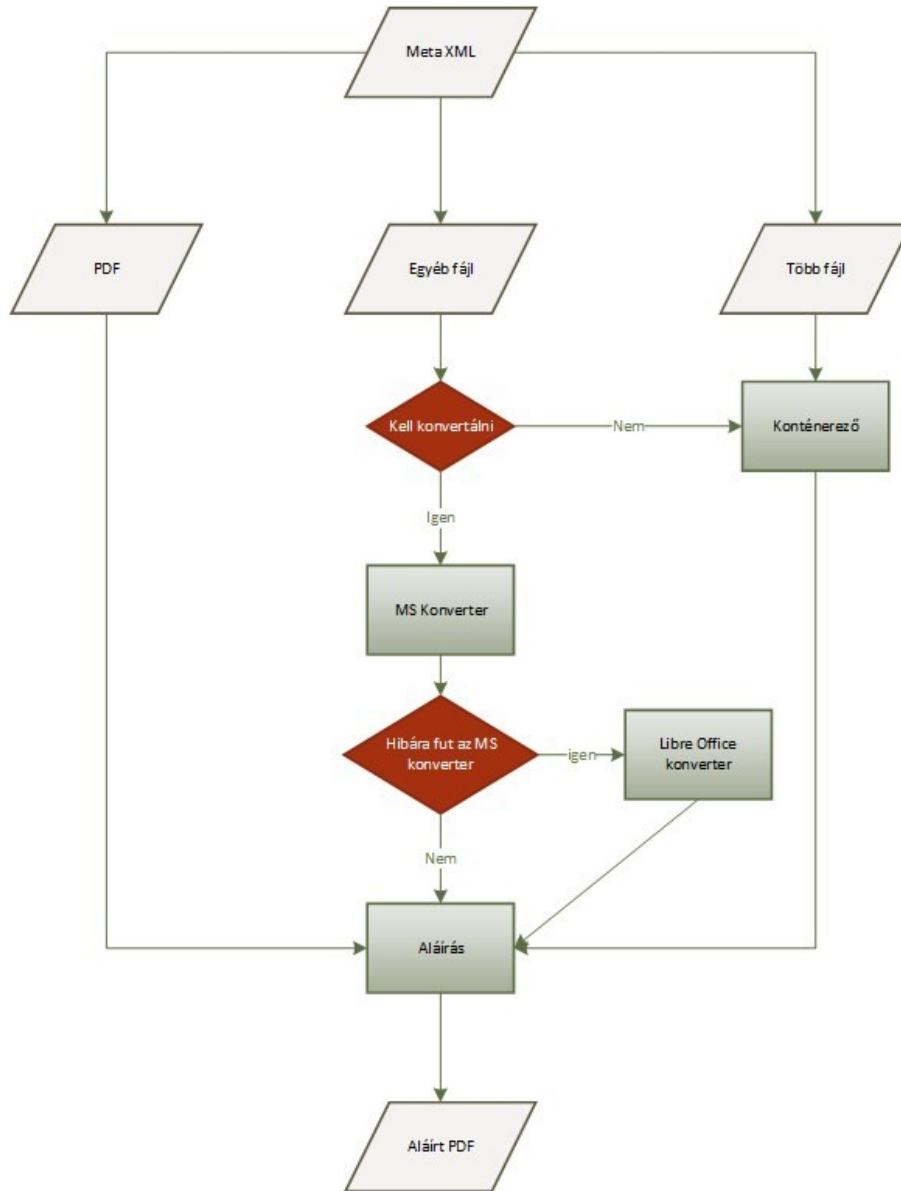 Meta XML
PDF
Egyéb fájl
Több fájl
Kell konvertálni
Nem
Konténerező
Igen
MS Konverter
Hibára fut az MS
konverter
igen
Libre Office
konverter
Nem
Aláírás
Aláírt PDF